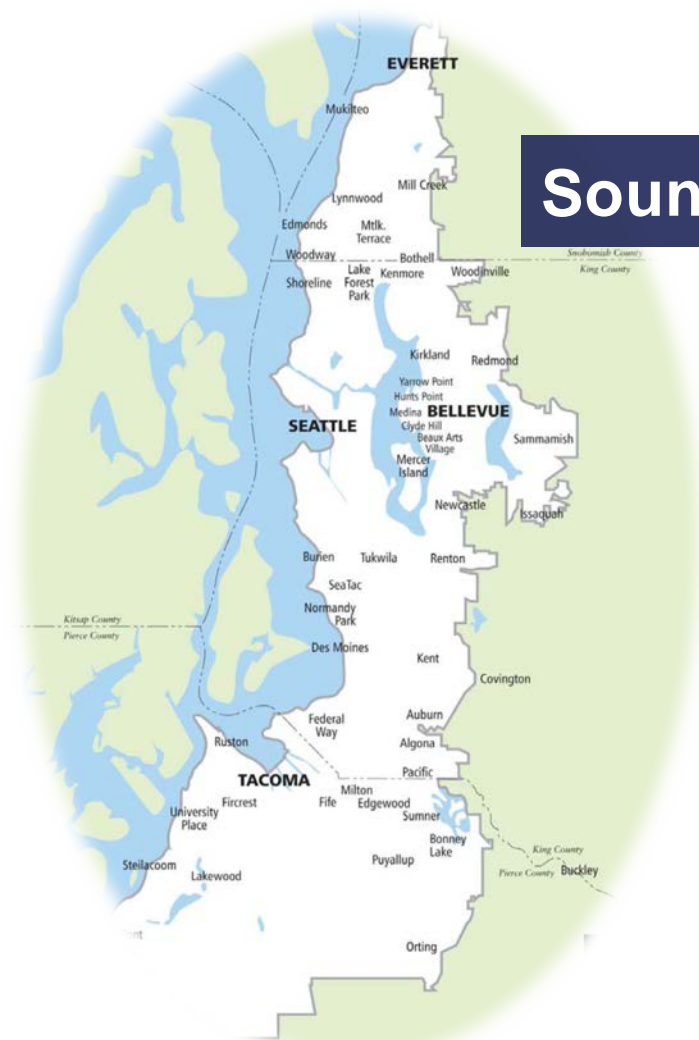 EVERETT
Mukilteo
Soun
Mill Creek
Lynnwood
Edmonds
Mtlk.
Terrace
Woodway
Bothell
Snohomish County
King County
Shoreline
Lake
Forest
Park
Kenmore
Woodinville
Kirkland
Redmond
Yarrow Point
Hunts Point
Medina
BELLEVUE
SEATTLE
Clyde Hill
Beaux Arts
Village
Sammamish
Mercer
Island
Newcastle
Issaquah
Burien
Tukwila
Renton
SeaTac
Normandy
Park
Kitsap County
Pierce County
Des Moines
Kent
Covington
Federal
Way
Auburn
Ruston
Algona
Pacific
TACOMA
Milton
Fircrest
Fife
Edgewood
University
Place
Sumner
Bonney
Lake
King County
Pierce County
Buckley
Steilacoom
Lakewood
Puyallup
nt
Orting